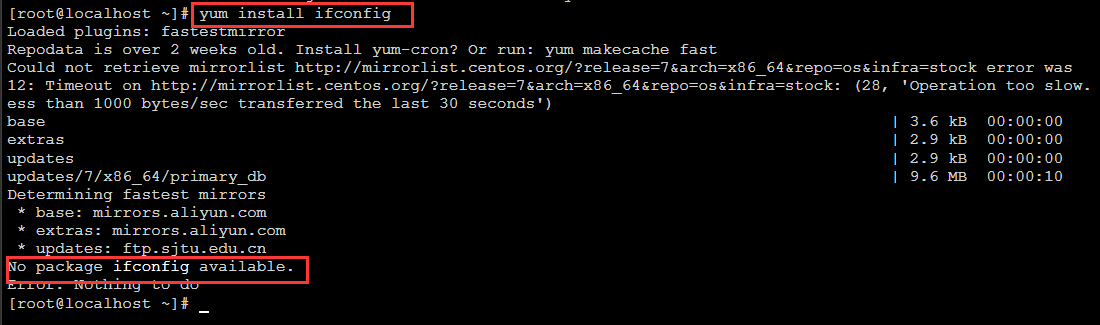 [root@localhost ~]# yum install ifconfig
Loaded plugins: fastestmirror
Repodata is over 2 weeks old. Install yum-cron? Or run: yum makecache fast
Could not retrieve mirrorlist http://mirrorlist.centos.org/?release=7&arch=x86_64&repo=os&infra=stock error was
12: Timeout on http://mirrorlist.centos.org/?release=7&arch=x86_64&repo=os&infra=stock: (28, 'Operation too slow.
ess than 1000 bytes/sec transferred the last 30 seconds')
base | 3.6 kB 00:00:00
extras | 2.9 kB 00:00:00
updates | 2.9 kB 00:00:00
updates/7/x86_64/primary_db | 9.6 MB 00:00:10
Determining fastest mirrors
* base: mirrors.aliyun.com
* extras: mirrors.aliyun.com
* updates: ftp.sjtu.edu.cn
No package ifconfig available.
Error: Nothing to do
[root@localhost ~]# _